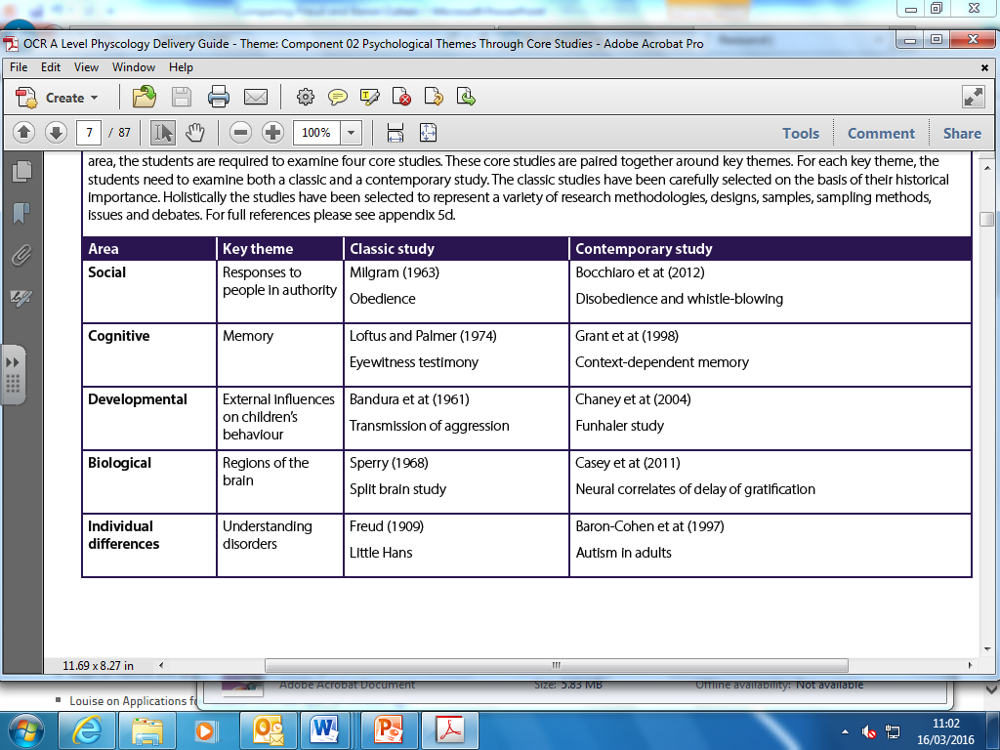 Comparing Freud and Baron Cohen - Microsoft PowerPoint
OCR A Level Physcology Delivery Guide - Theme: Component 02 Psychological Themes Through Core Studies - Adobe Acrobat Pro
File Edit View Window Help
Create
7 / 87 100% Tools Comment Share
area, the students are required to examine four core studies. These core studies are paired together around key themes. For each key theme, the
students need to examine both a classic and a contemporary study. The classic studies have been carefully selected on the basis of their historical
importance. Holistically the studies have been selected to represent a variety of research methodologies, designs, samples, sampling methods,
issues and debates. For full references please see appendix 5d.
Area Key theme Classic study Contemporary study
Social Responses to Milgram (1963) Bocchiaro et at (2012)
people in authority
Obedience Disobedience and whistle-blowing
Cognitive Memory Loftus and Palmer (1974) Grant et at (1998)
Eyewitness testimony Context-dependent memory
Developmental External influences Bandura et at (1961) Chaney et at (2004)
on children's
Transmission of aggression Funhaler study
behaviour
Biological Regions of the Sperry (1968) Casey et at (2011)
brain
Split brain study Neural correlates of delay of gratification
Individual Understanding Freud (1909) Baron-Cohen et at (1997)
differences disorders
Little Hans Autism in adults
11.69 x 8.27 in
Adobe Acrobat Document Size: 5.83 MB Offline availability: Not available
Louise on Applications fo
11:02
16/03/2016